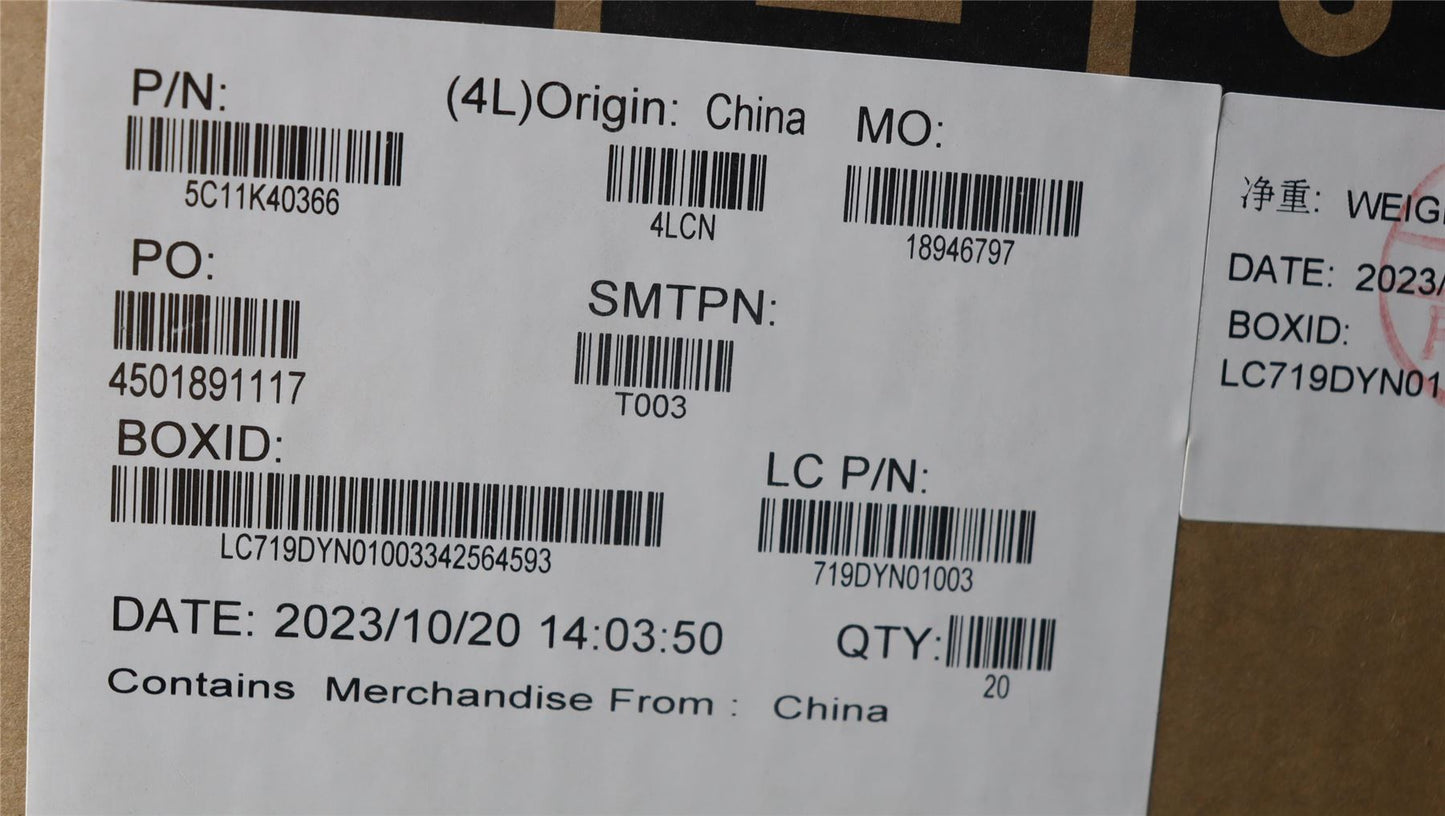 P/N:
5C11K40366
(4L)Origin: China
4LCN
MO:
18946797
PO:
4501891117
SMTPN:
T003
BOXID:
LC719DYN01003342564593
LC P/N:
719DYN01003
DATE: 2023/10/20 14:03:50
QTY:
20
Contains Merchandise From : China
净重:
DATE: 2023/
BOXID:
LC719DYN01